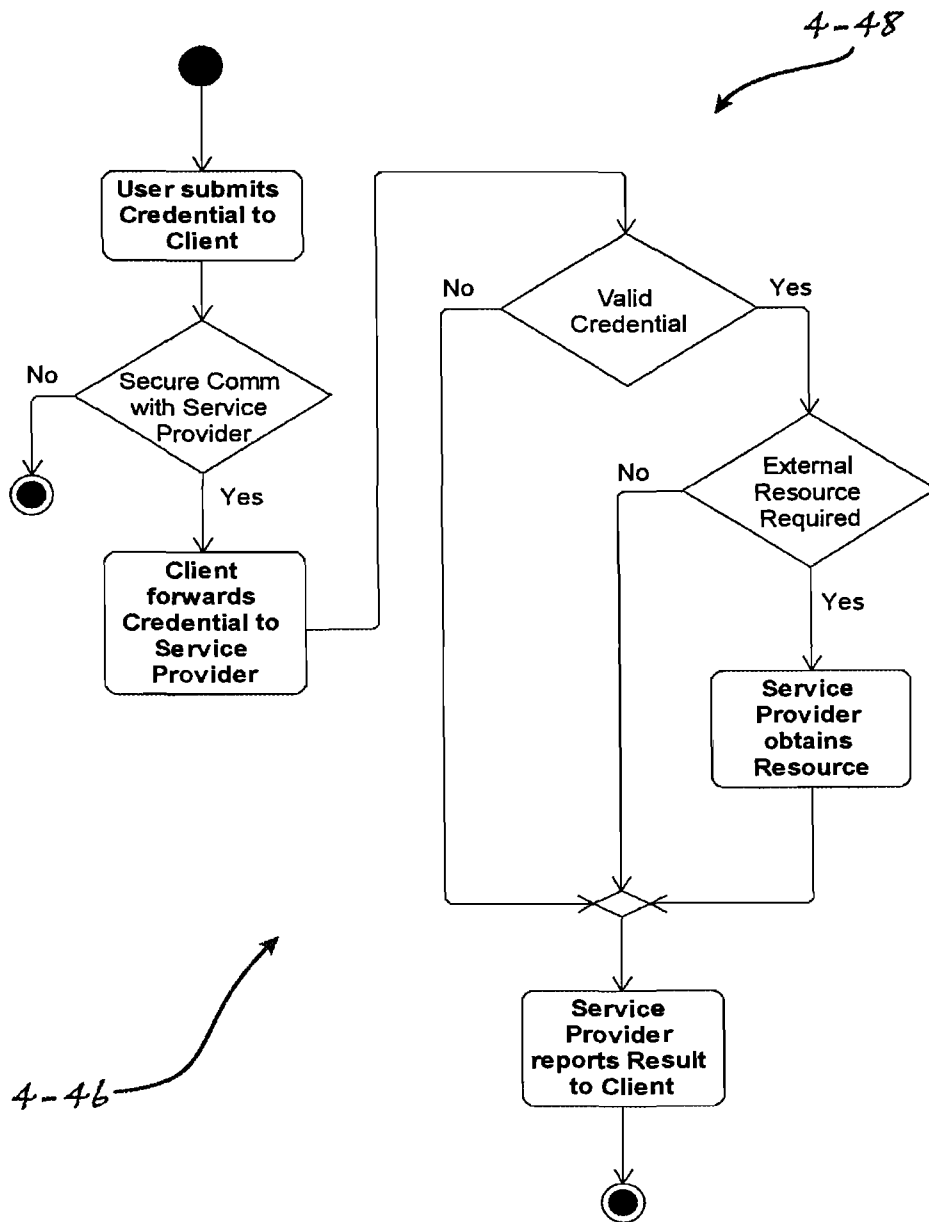 4-48
User submits
Credential to
Client
No
Secure Comm
with Service
Provider
Yes
Client
forwards
Credential to
Service
Provider
No
Valid
Credential
Yes
No
External
Resource
Required
Yes
Service
Provider
obtains
Resource
Service
Provider
reports Result
to Client
4-46